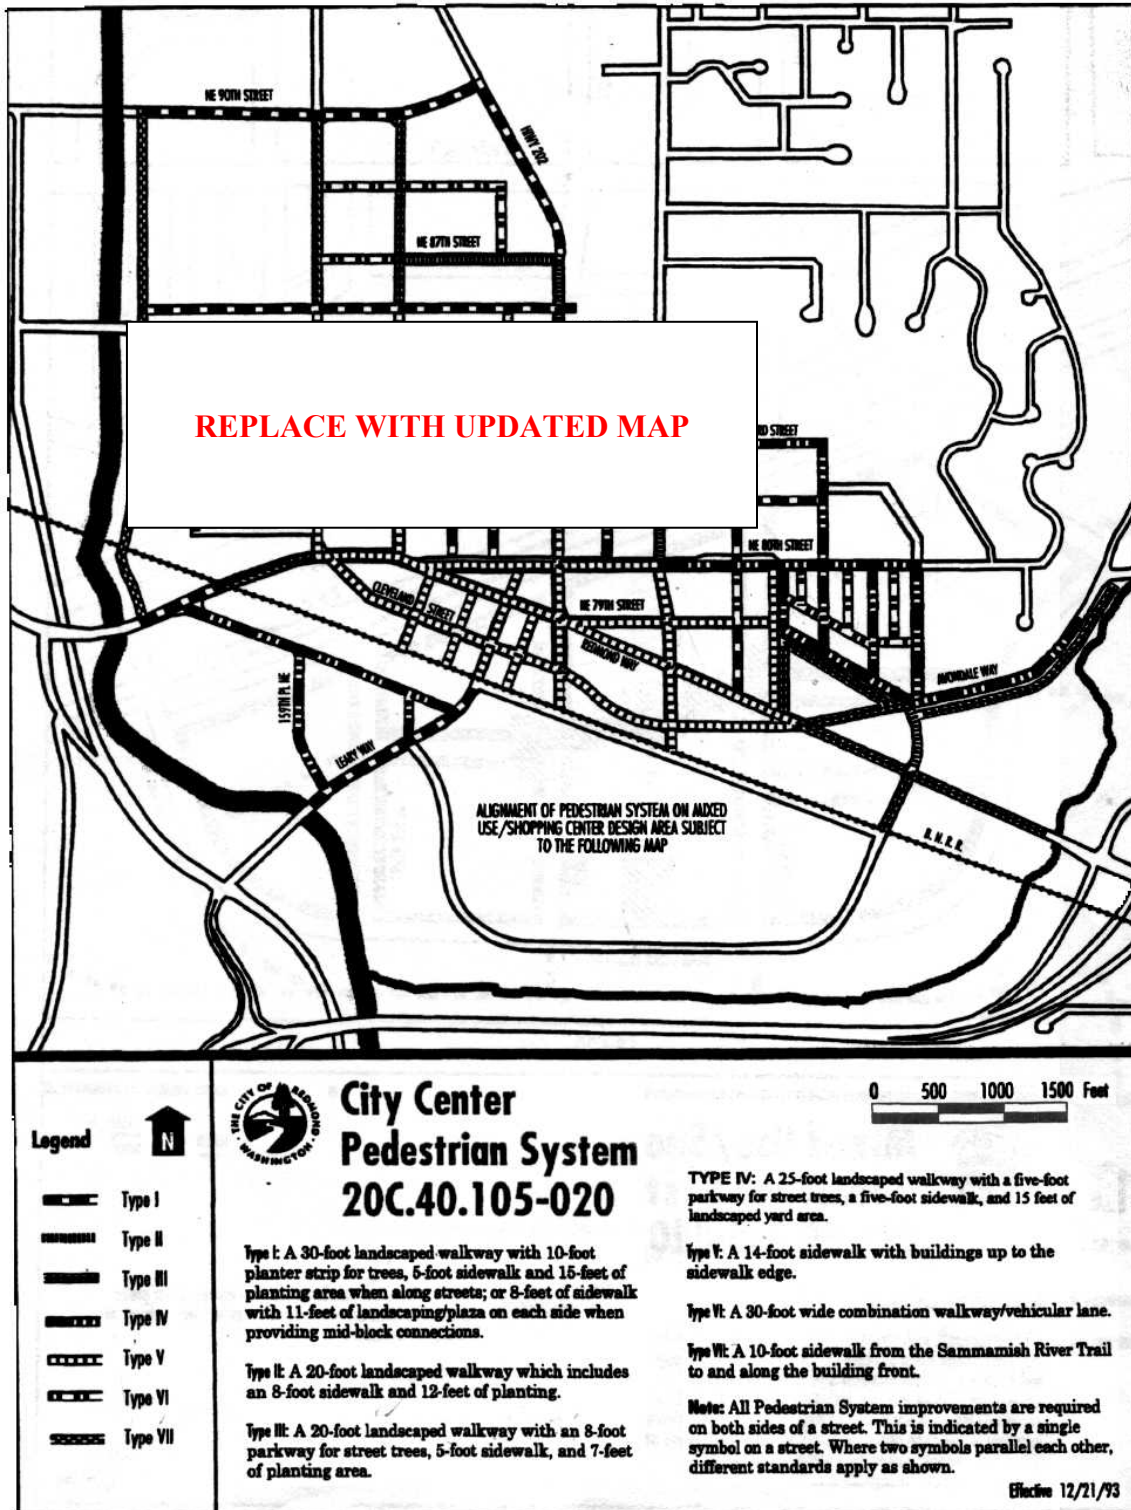 NE 90TH STREET
HWY 202
NE 87TH STREET
REPLACE WITH UPDATED MAP
RD STREET
NE 80TH STREET
CLEVELAND STREET
NE 79TH STREET
REDMOND WAY
159TH PL NE
AVONDALE WAY
LEARY WAY
ALIGNMENT OF PEDESTRIAN SYSTEM ON MIXED
USE/SHOPPING CENTER DESIGN AREA SUBJECT
TO THE FOLLOWING MAP
B.N.R.R.
Legend
N
Type I
Type II
Type III
Type IV
Type V
Type VI
Type VII
THE CITY OF REDMOND
WASHINGTON
City Center
Pedestrian System
20C.40.105-020
Type I: A 30-foot landscaped walkway with 10-foot
planter strip for trees, 5-foot sidewalk and 15-feet of
planting area when along streets; or 8-feet of sidewalk
with 11-feet of landscaping/plaza on each side when
providing mid-block connections.
Type II: A 20-foot landscaped walkway which includes
an 8-foot sidewalk and 12-feet of planting.
Type III: A 20-foot landscaped walkway with an 8-foot
parkway for street trees, 5-foot sidewalk, and 7-feet
of planting area.
0 500 1000 1500 Feet
TYPE IV: A 25-foot landscaped walkway with a five-foot
parkway for street trees, a five-foot sidewalk, and 15 feet of
landscaped yard area.
Type V: A 14-foot sidewalk with buildings up to the
sidewalk edge.
Type VI: A 30-foot wide combination walkway/vehicular lane.
Type VII: A 10-foot sidewalk from the Sammamish River Trail
to and along the building front.
Note: All Pedestrian System improvements are required
on both sides of a street. This is indicated by a single
symbol on a street. Where two symbols parallel each other,
different standards apply as shown.
Effective 12/21/93